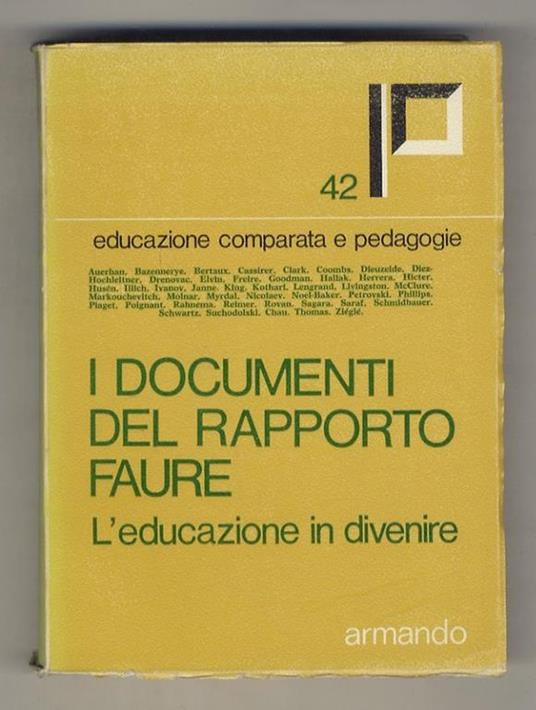 42
educazione comparata e pedagogie
Auerhan, Bazennerye, Bertaux, Cassirer, Clark, Coombs, Dieuzeide, Diez-
Hochleitner, Drenovac, Elvin, Freire, Goodman, Hallak, Herrera, Hicter,
Husén, Illich, Ivanov, Janne, Klug, Kothari, Lengrand, Livingston, McClure,
Markouchevitch, Molnar, Myrdal, Nicolaev, Noel-Baker, Petrovski, Phillips,
Piaget, Poignant, Rahnema, Reimer, Rovan, Sagara, Saraf, Schmidbauer,
Schwartz, Suchodolski, Chau, Thomas, Ziéglé.
I DOCUMENTI
DEL RAPPORTO
FAURE
L'educazione in divenire
armando